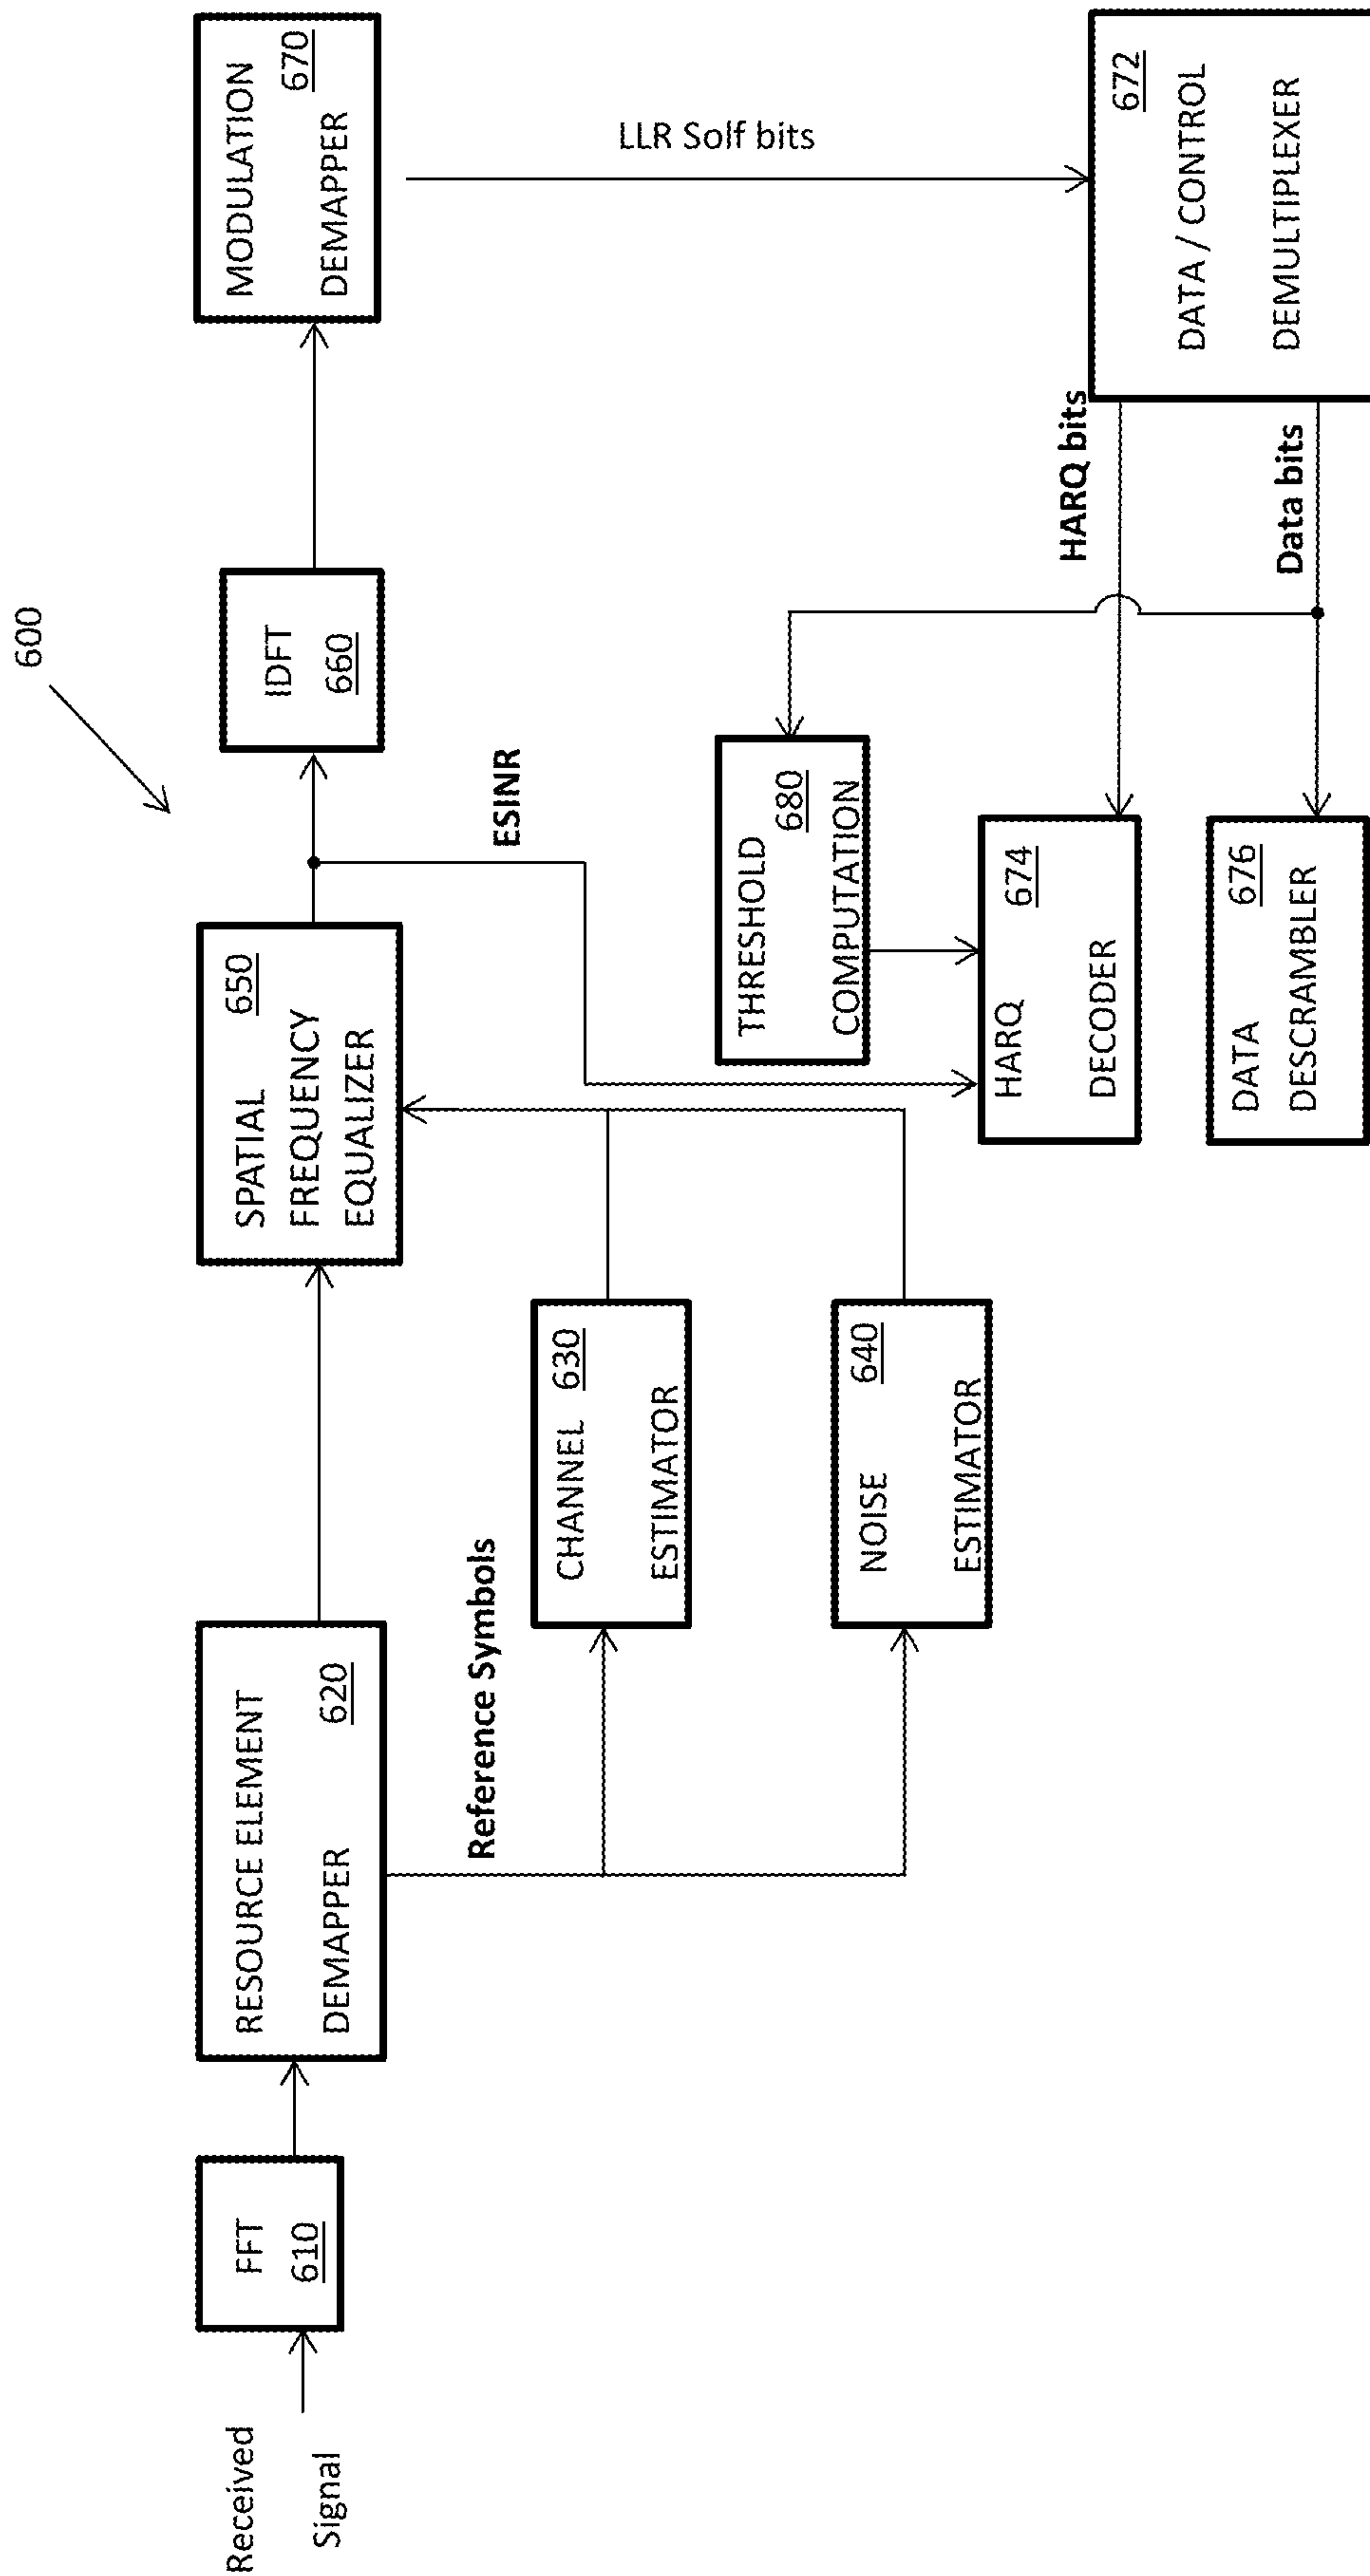 600
Received
Signal
FFT
610
RESOURCE ELEMENT
DEMAPPER 620
Reference Symbols
CHANNEL 630
ESTIMATOR
NOISE 640
ESTIMATOR
SPATIAL 650
FREQUENCY
EQUALIZER
ESINR
IDFT
660
MODULATION
DEMAPPER 670
LLR Solf bits
672
DATA / CONTROL
DEMULTIPLEXER
HARQ bits
Data bits
THRESHOLD
680
COMPUTATION
HARQ 674
DECODER
DATA 676
DESCRAMBLER